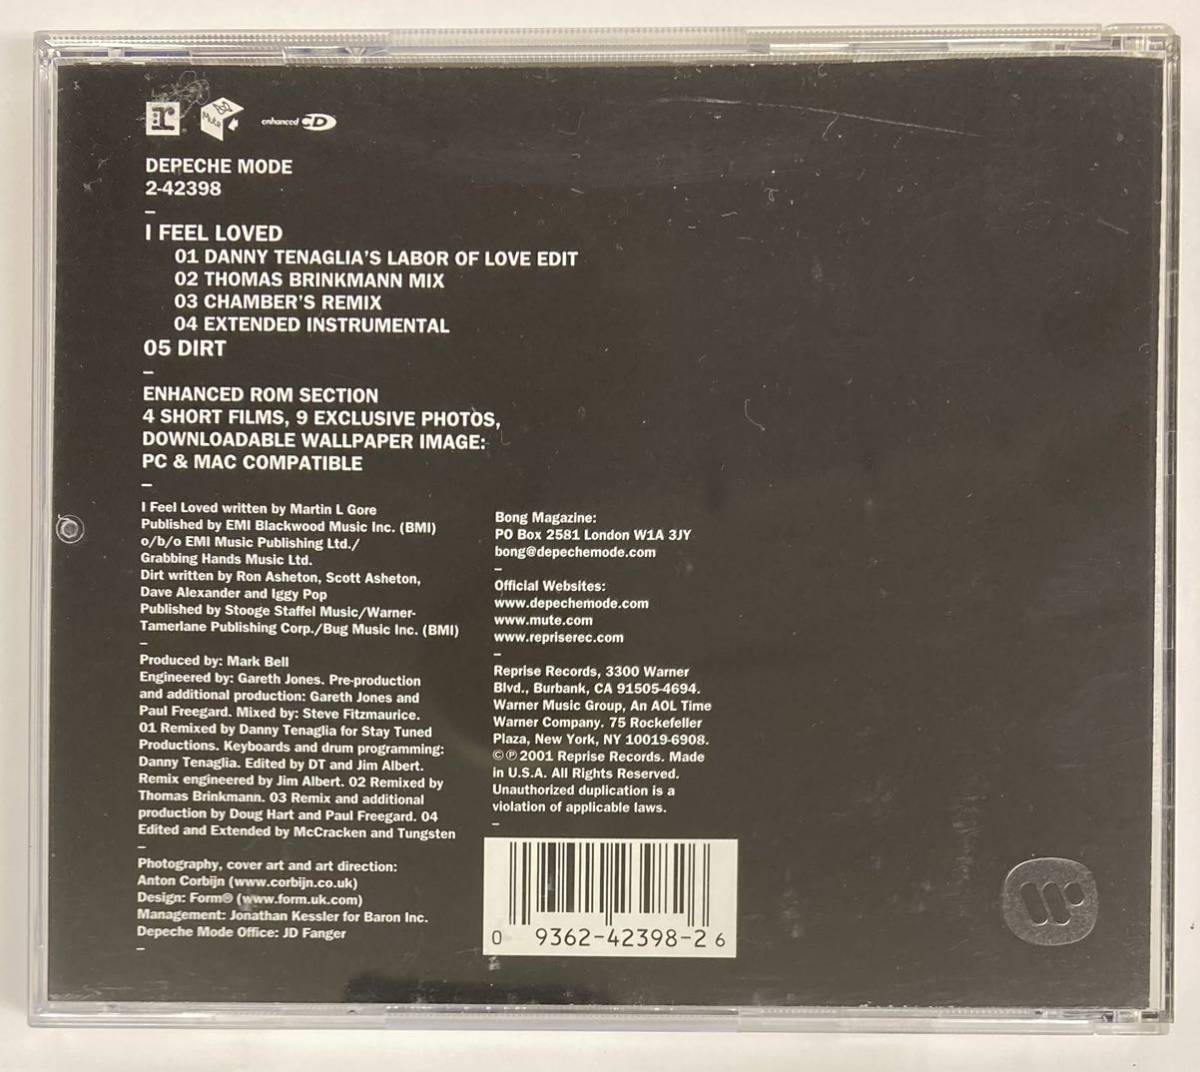 r
Mute
enhanced CD
DEPECHE MODE
2-42398
–
I FEEL LOVED
01 DANNY TENAGLIA'S LABOR OF LOVE EDIT
02 THOMAS BRINKMANN MIX
03 CHAMBER'S REMIX
04 EXTENDED INSTRUMENTAL
05 DIRT
–
ENHANCED ROM SECTION
4 SHORT FILMS, 9 EXCLUSIVE PHOTOS,
DOWNLOADABLE WALLPAPER IMAGE:
PC & MAC COMPATIBLE
–
I Feel Loved written by Martin L Gore
Published by EMI Blackwood Music Inc. (BMI)
o/b/o EMI Music Publishing Ltd./
Grabbing Hands Music Ltd.
Dirt written by Ron Asheton, Scott Asheton,
Dave Alexander and Iggy Pop
Published by Stooge Staffel Music/Warner-
Tamerlane Publishing Corp./Bug Music Inc. (BMI)
–
Produced by: Mark Bell
Engineered by: Gareth Jones. Pre-production
and additional production: Gareth Jones and
Paul Freegard. Mixed by: Steve Fitzmaurice.
01 Remixed by Danny Tenaglia for Stay Tuned
Productions. Keyboards and drum programming:
Danny Tenaglia. Edited by DT and Jim Albert.
Remix engineered by Jim Albert. 02 Remixed by
Thomas Brinkmann. 03 Remix and additional
production by Doug Hart and Paul Freegard. 04
Edited and Extended by McCracken and Tungsten
–
Photography, cover art and art direction:
Anton Corbijn (www.corbijn.co.uk)
Design: Form® (www.form.uk.com)
Management: Jonathan Kessler for Baron Inc.
Depeche Mode Office: JD Fanger
–
Bong Magazine:
PO Box 2581 London W1A 3JY
bong@depechemode.com
–
Official Websites:
www.depechemode.com
www.mute.com
www.repriserec.com
–
Reprise Records, 3300 Warner
Blvd., Burbank, CA 91505-4694.
Warner Music Group, An AOL Time
Warner Company. 75 Rockefeller
Plaza, New York, NY 10019-6908.
©℗2001 Reprise Records. Made
in U.S.A. All Rights Reserved.
Unauthorized duplication is a
violation of applicable laws.
–
0 9362-42398-2 6